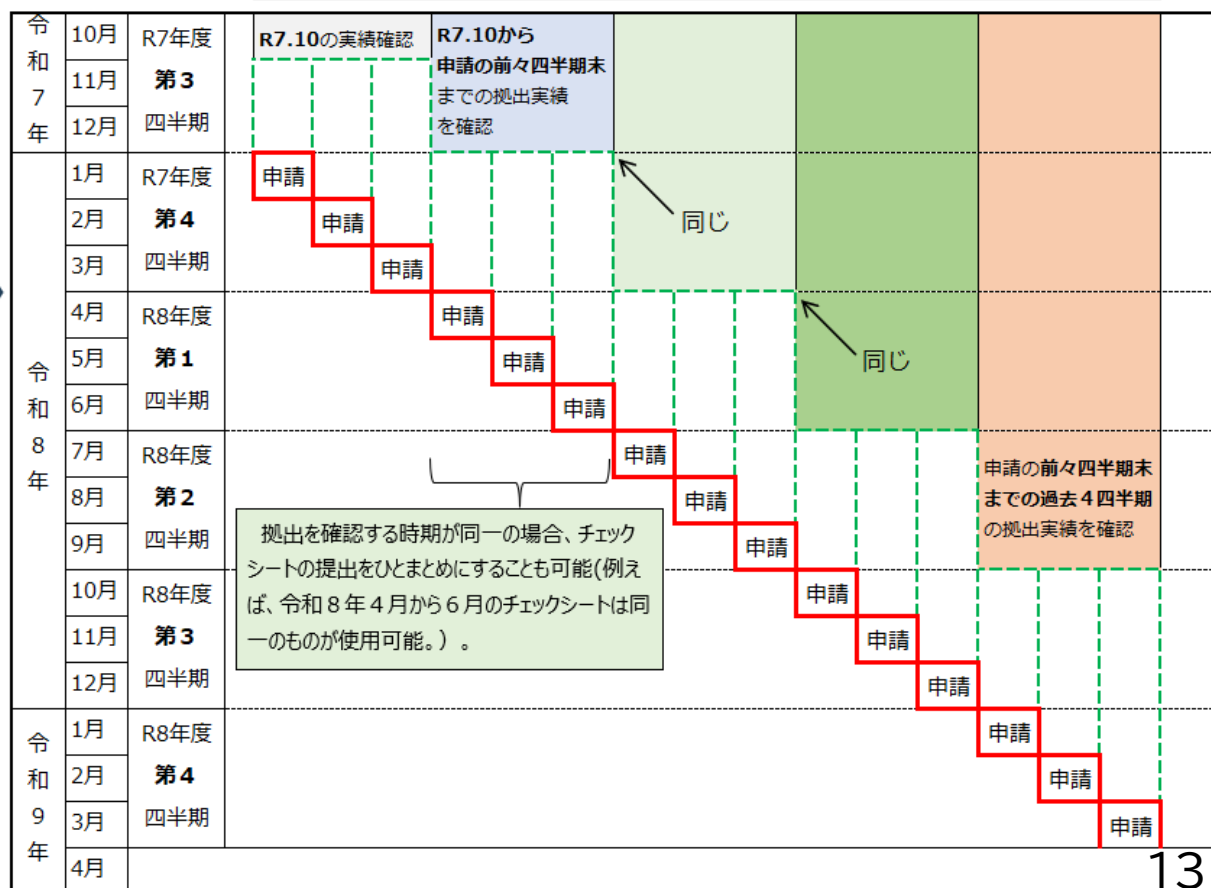 令和7年
10月
11月
12月
R7年度
第3
四半期
R7.10の実績確認
R7.10から
申請の前々四半期末
までの拠出実績
を確認
令和8年
1月
2月
3月
R7年度
第4
四半期
申請
申請
申請
同じ
4月
5月
6月
R8年度
第1
四半期
申請
申請
申請
同じ
7月
8月
9月
R8年度
第2
四半期
申請
申請
申請
申請の前々四半期末
までの過去4四半期
の拠出実績を確認
拠出を確認する時期が同一の場合、チェック
シートの提出をひとまとめにすることも可能(例え
ば、令和8年4月から6月のチェックシートは同
一のものが使用可能。)。
10月
11月
12月
R8年度
第3
四半期
申請
申請
申請
令和9年
1月
2月
3月
4月
R8年度
第4
四半期
申請
申請
申請
13